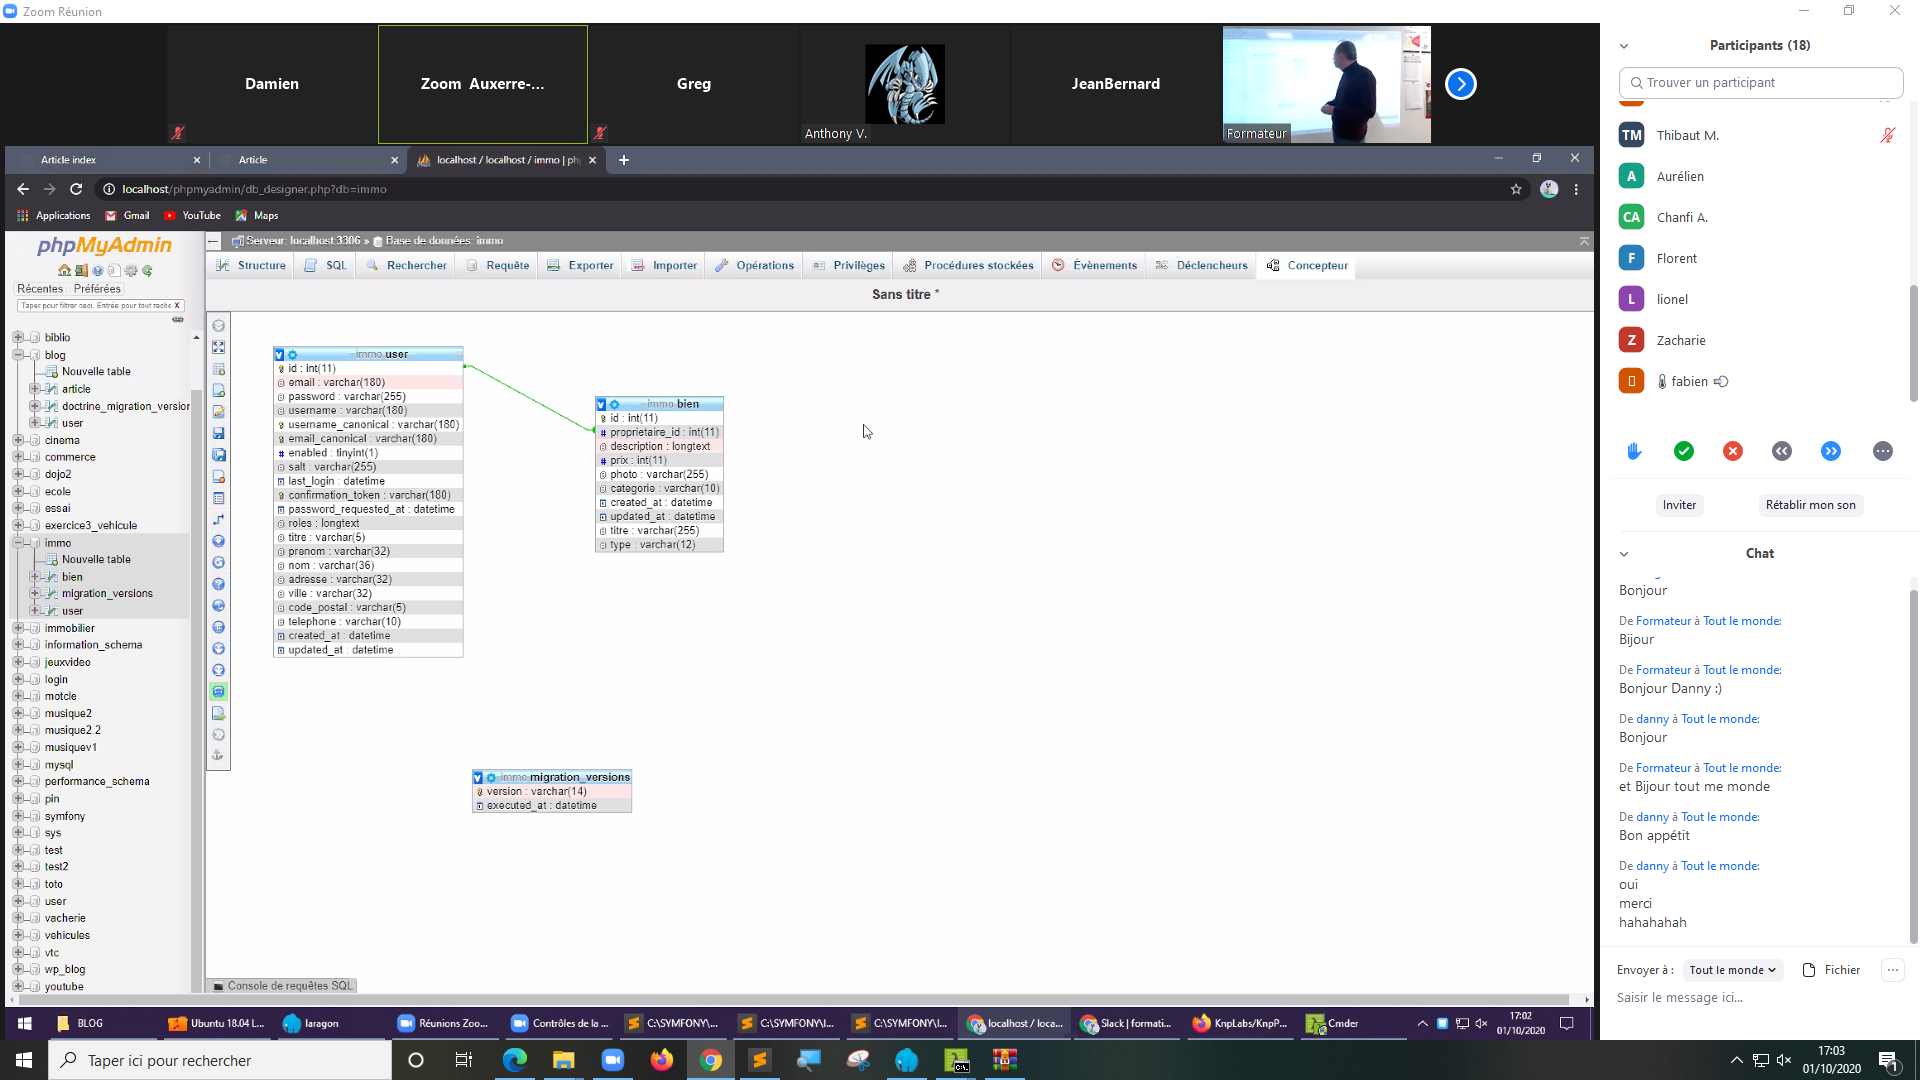 Zoom Réunion
Damien
Zoom Auxerre-...
Greg
Anthony V.
JeanBernard
Formateur
Article index
Article
localhost / localhost / immo | ph
localhost/phpmyadmin/db_designer.php?db=immo
Applications
Gmail
YouTube
Maps
phpMyAdmin
Récentes Préférées
Taper pour filtrer ceci, Entrée pour tout reche X
biblio
blog
Nouvelle table
article
doctrine_migration_version
user
cinema
commerce
dojo2
ecole
essai
exercice3_vehicule
immo
Nouvelle table
bien
migration_versions
user
immobilier
information_schema
jeuxvideo
login
motcle
musique2
musique2.2
musiquev1
mysql
performance_schema
pin
symfony
sys
test
test2
toto
user
vacherie
vehicules
vtc
wp_blog
youtube
Serveur: localhost:3306 » Base de données: immo
Structure
SQL
Rechercher
Requête
Exporter
Importer
Opérations
Privilèges
Procédures stockées
Évènements
Déclencheurs
Concepteur
Sans titre *
immo user
id : int(11)
email : varchar(180)
password : varchar(255)
username : varchar(180)
username_canonical : varchar(180)
email_canonical : varchar(180)
enabled : tinyint(1)
salt : varchar(255)
last_login : datetime
confirmation_token : varchar(180)
password_requested_at : datetime
roles : longtext
titre : varchar(5)
prenom : varchar(32)
nom : varchar(36)
adresse : varchar(32)
ville : varchar(32)
code_postal : varchar(5)
telephone : varchar(10)
created_at : datetime
updated_at : datetime
immo bien
id : int(11)
proprietaire_id : int(11)
description : longtext
prix : int(11)
photo : varchar(255)
categorie : varchar(10)
created_at : datetime
updated_at : datetime
titre : varchar(255)
type : varchar(12)
immo migration_versions
version : varchar(14)
executed_at : datetime
Console de requêtes SQL
BLOG
Ubuntu 18.04 L...
laragon
Réunions Zoo...
Contrôles de la ...
C:\SYMFONY\...
C:\SYMFONY\I...
C:\SYMFONY\I...
localhost / loca...
Slack | formati...
KnpLabs/KnpP...
Cmder
17:02
01/10/2020
Taper ici pour rechercher
17:03
01/10/2020
1
Participants (18)
Trouver un participant
TM Thibaut M.
A Aurélien
CA Chanfi A.
F Florent
L lionel
Z Zacharie
fabien
Inviter
Rétablir mon son
Chat
Bonjour
De Formateur à Tout le monde:
Bijour
De Formateur à Tout le monde:
Bonjour Danny :)
De danny à Tout le monde:
Bonjour
De Formateur à Tout le monde:
et Bijour tout me monde
De danny à Tout le monde:
Bon appétit
De danny à Tout le monde:
oui
merci
hahahahah
Envoyer à : Tout le monde
Fichier
Saisir le message ici...